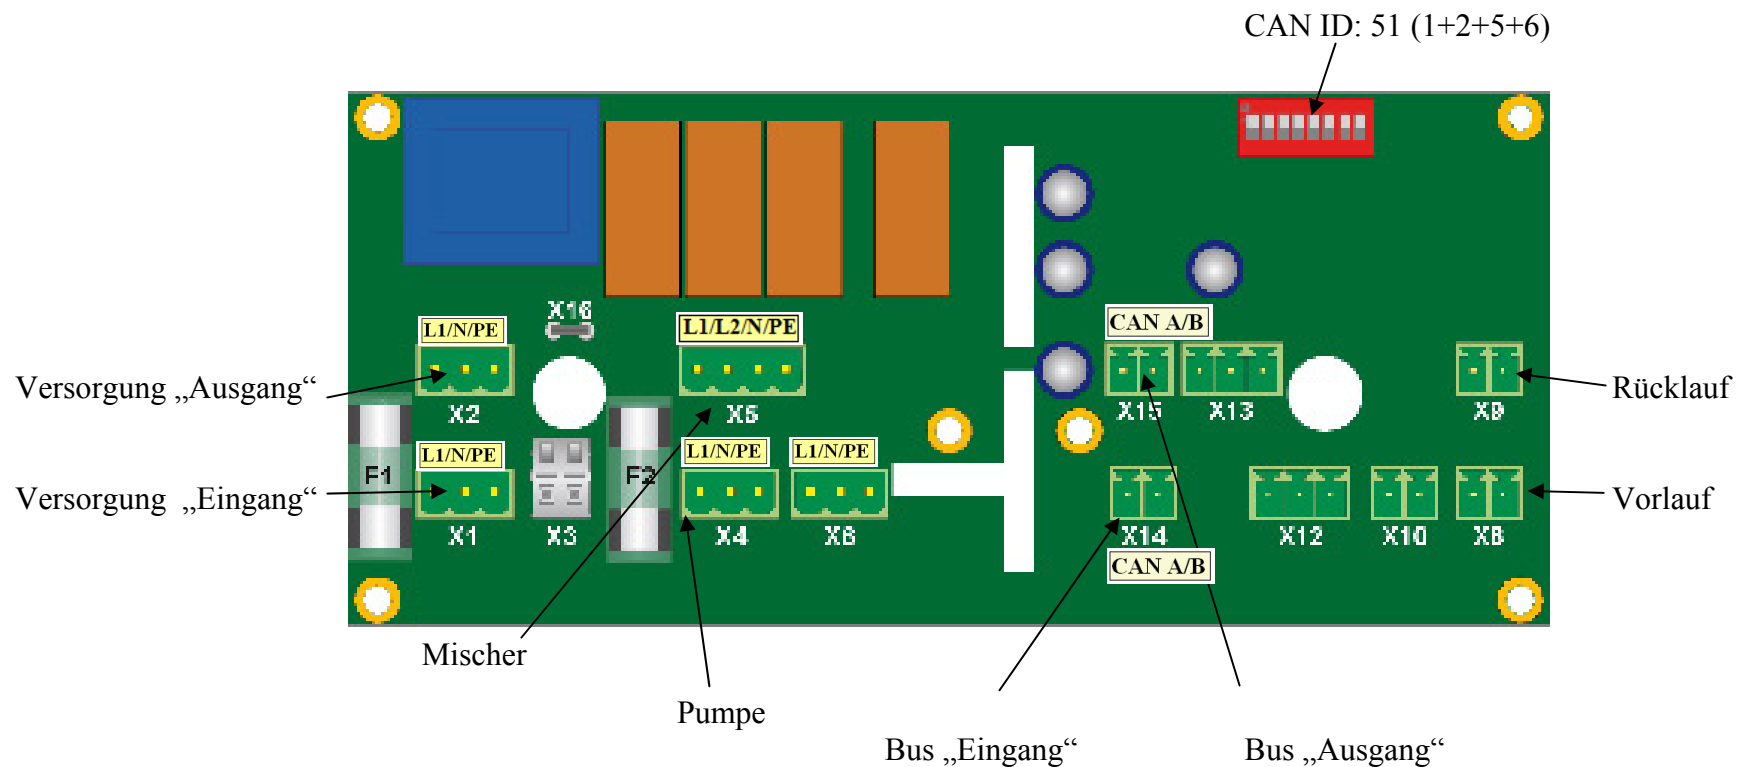 CAN ID: 51 (1+2+5+6)
X16
L1/N/PE
L1/L2/N/PE
CAN A/B
Versorgung „Ausgang“
X2
X5
X15
X13
X9
Rücklauf
L1/N/PE
L1/N/PE
L1/N/PE
F1
F2
Versorgung „Eingang“
Vorlauf
X1
X3
X4
X6
X14
X12
X10
X8
CAN A/B
Mischer
Pumpe
Bus „Eingang“
Bus „Ausgang“